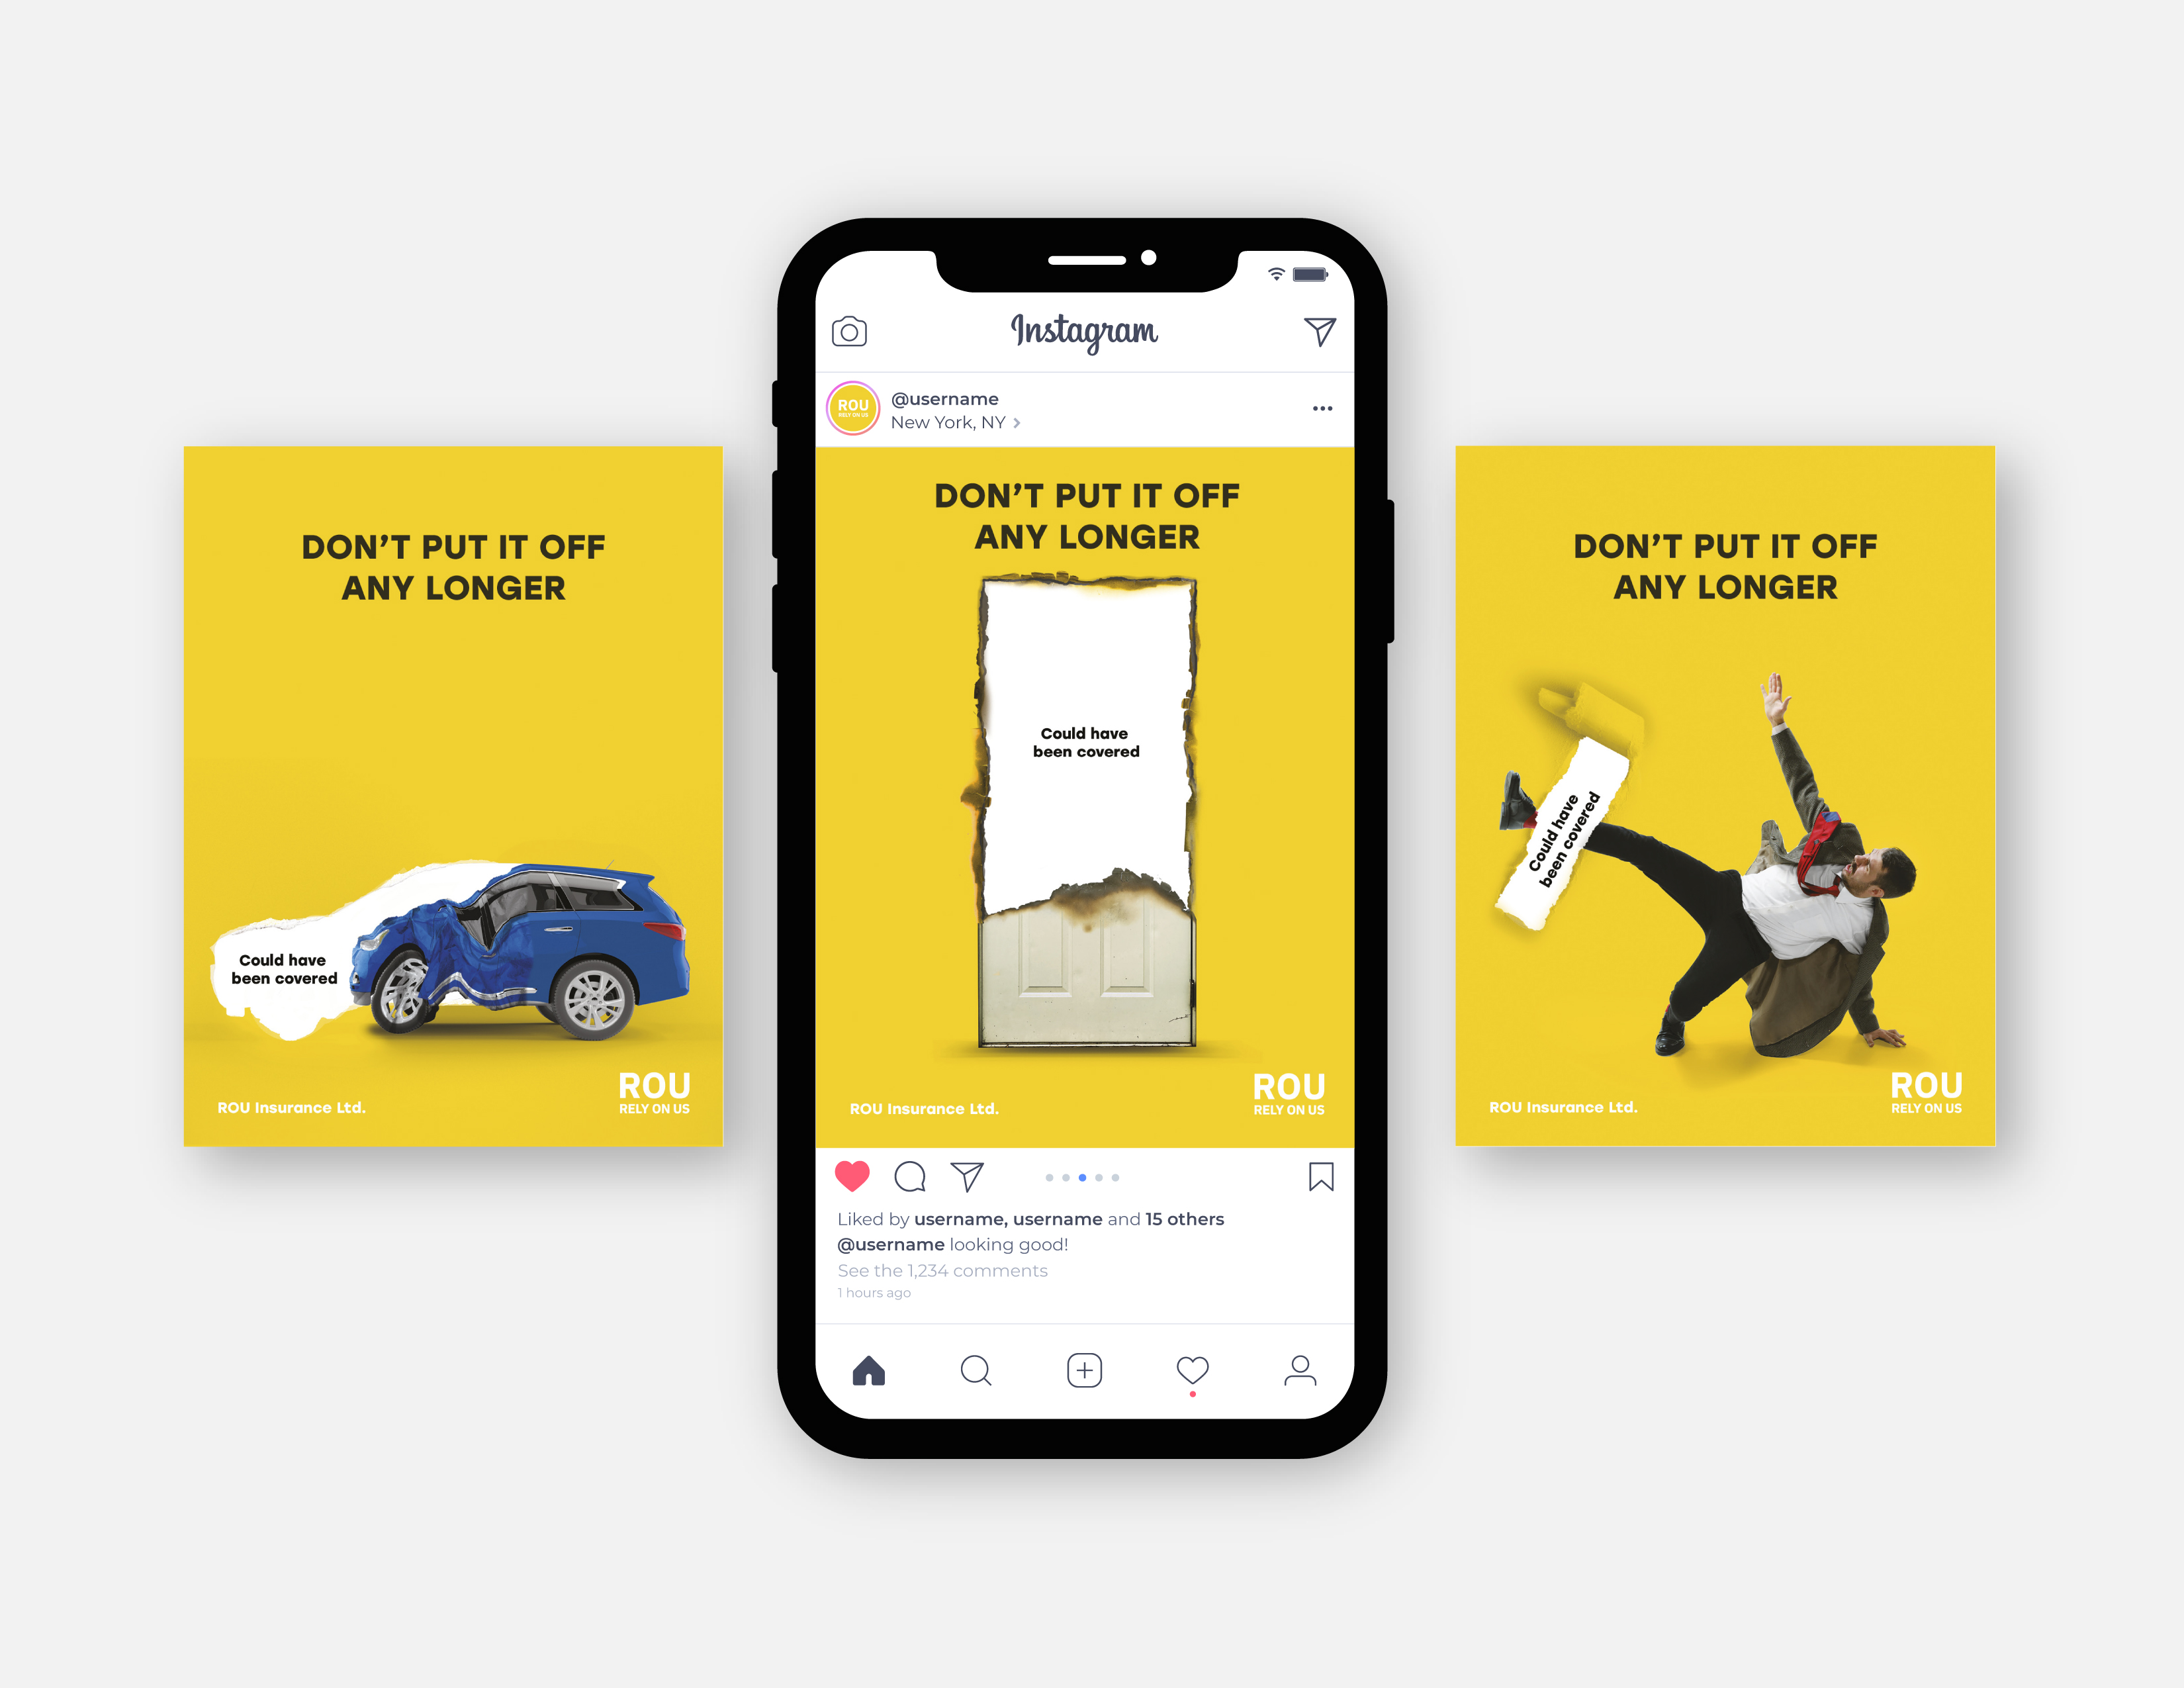 DON'T PUT IT OFF
ANY LONGER
Could have
been covered
ROU Insurance Ltd.
ROU
RELY ON US
Instagram
ROU
RELY ON US
@username
New York, NY
DON'T PUT IT OFF
ANY LONGER
Could have
been covered
ROU Insurance Ltd.
ROU
RELY ON US
Liked by username, username and 15 others
@username looking good!
See the 1,234 comments
1 hours ago
DON'T PUT IT OFF
ANY LONGER
Could have
been covered
ROU Insurance Ltd.
ROU
RELY ON US